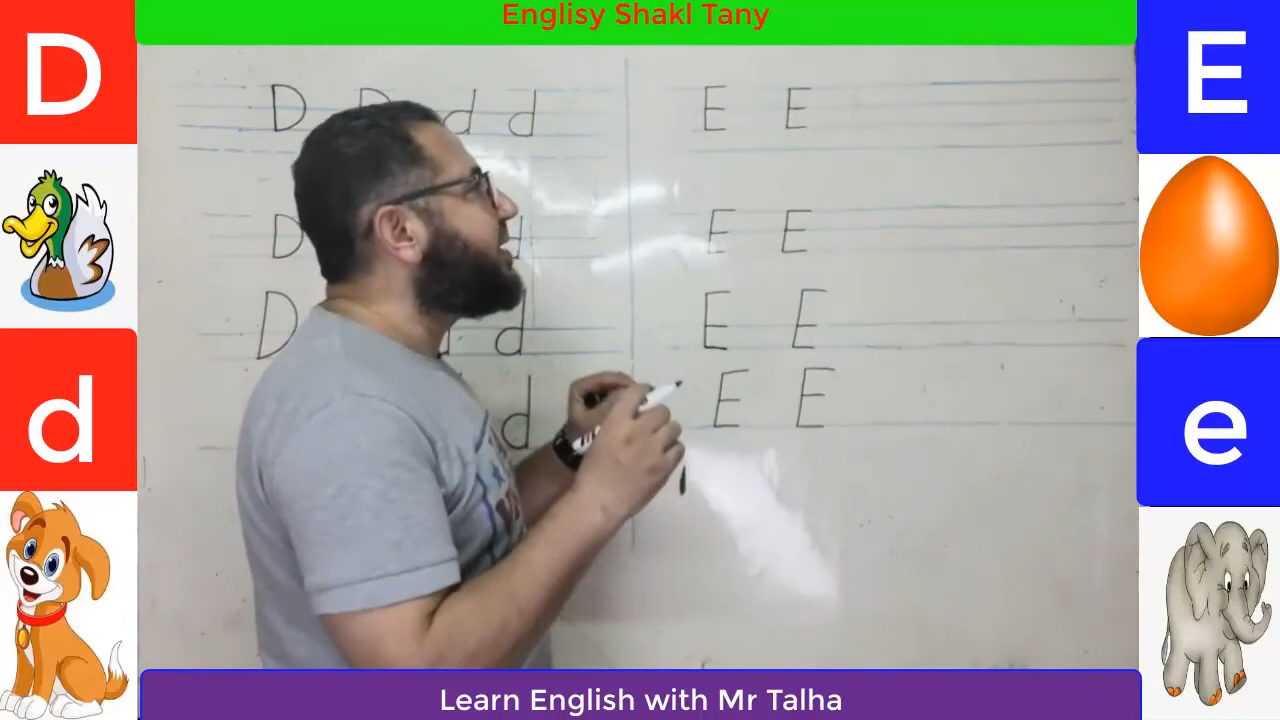 Englisy Shakl Tany
D
E
D D d d
E E
D d
E E
D d
E E
d
E E
d
e
Learn English with Mr Talha